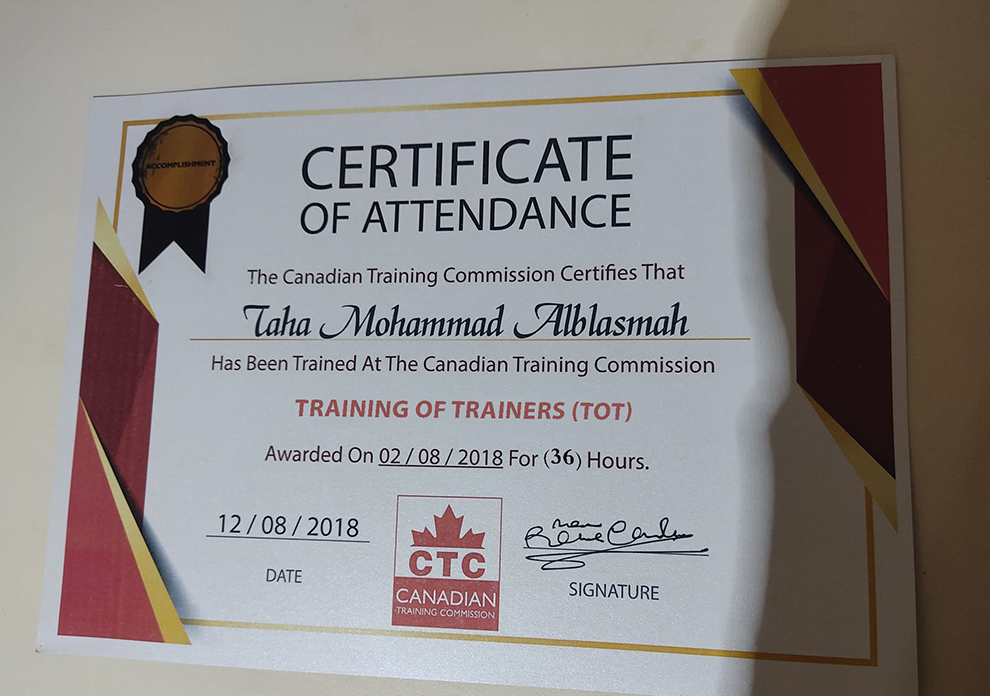 ACCOMPLISHMENT
CERTIFICATE
OF ATTENDANCE
The Canadian Training Commission Certifies That
Taha Mohammad Alblasmah
Has Been Trained At The Canadian Training Commission
TRAINING OF TRAINERS (TOT)
Awarded On 02 / 08 / 2018 For (36) Hours.
12 / 08 / 2018
DATE
CTC
CANADIAN
TRAINING COMMISSION
SIGNATURE